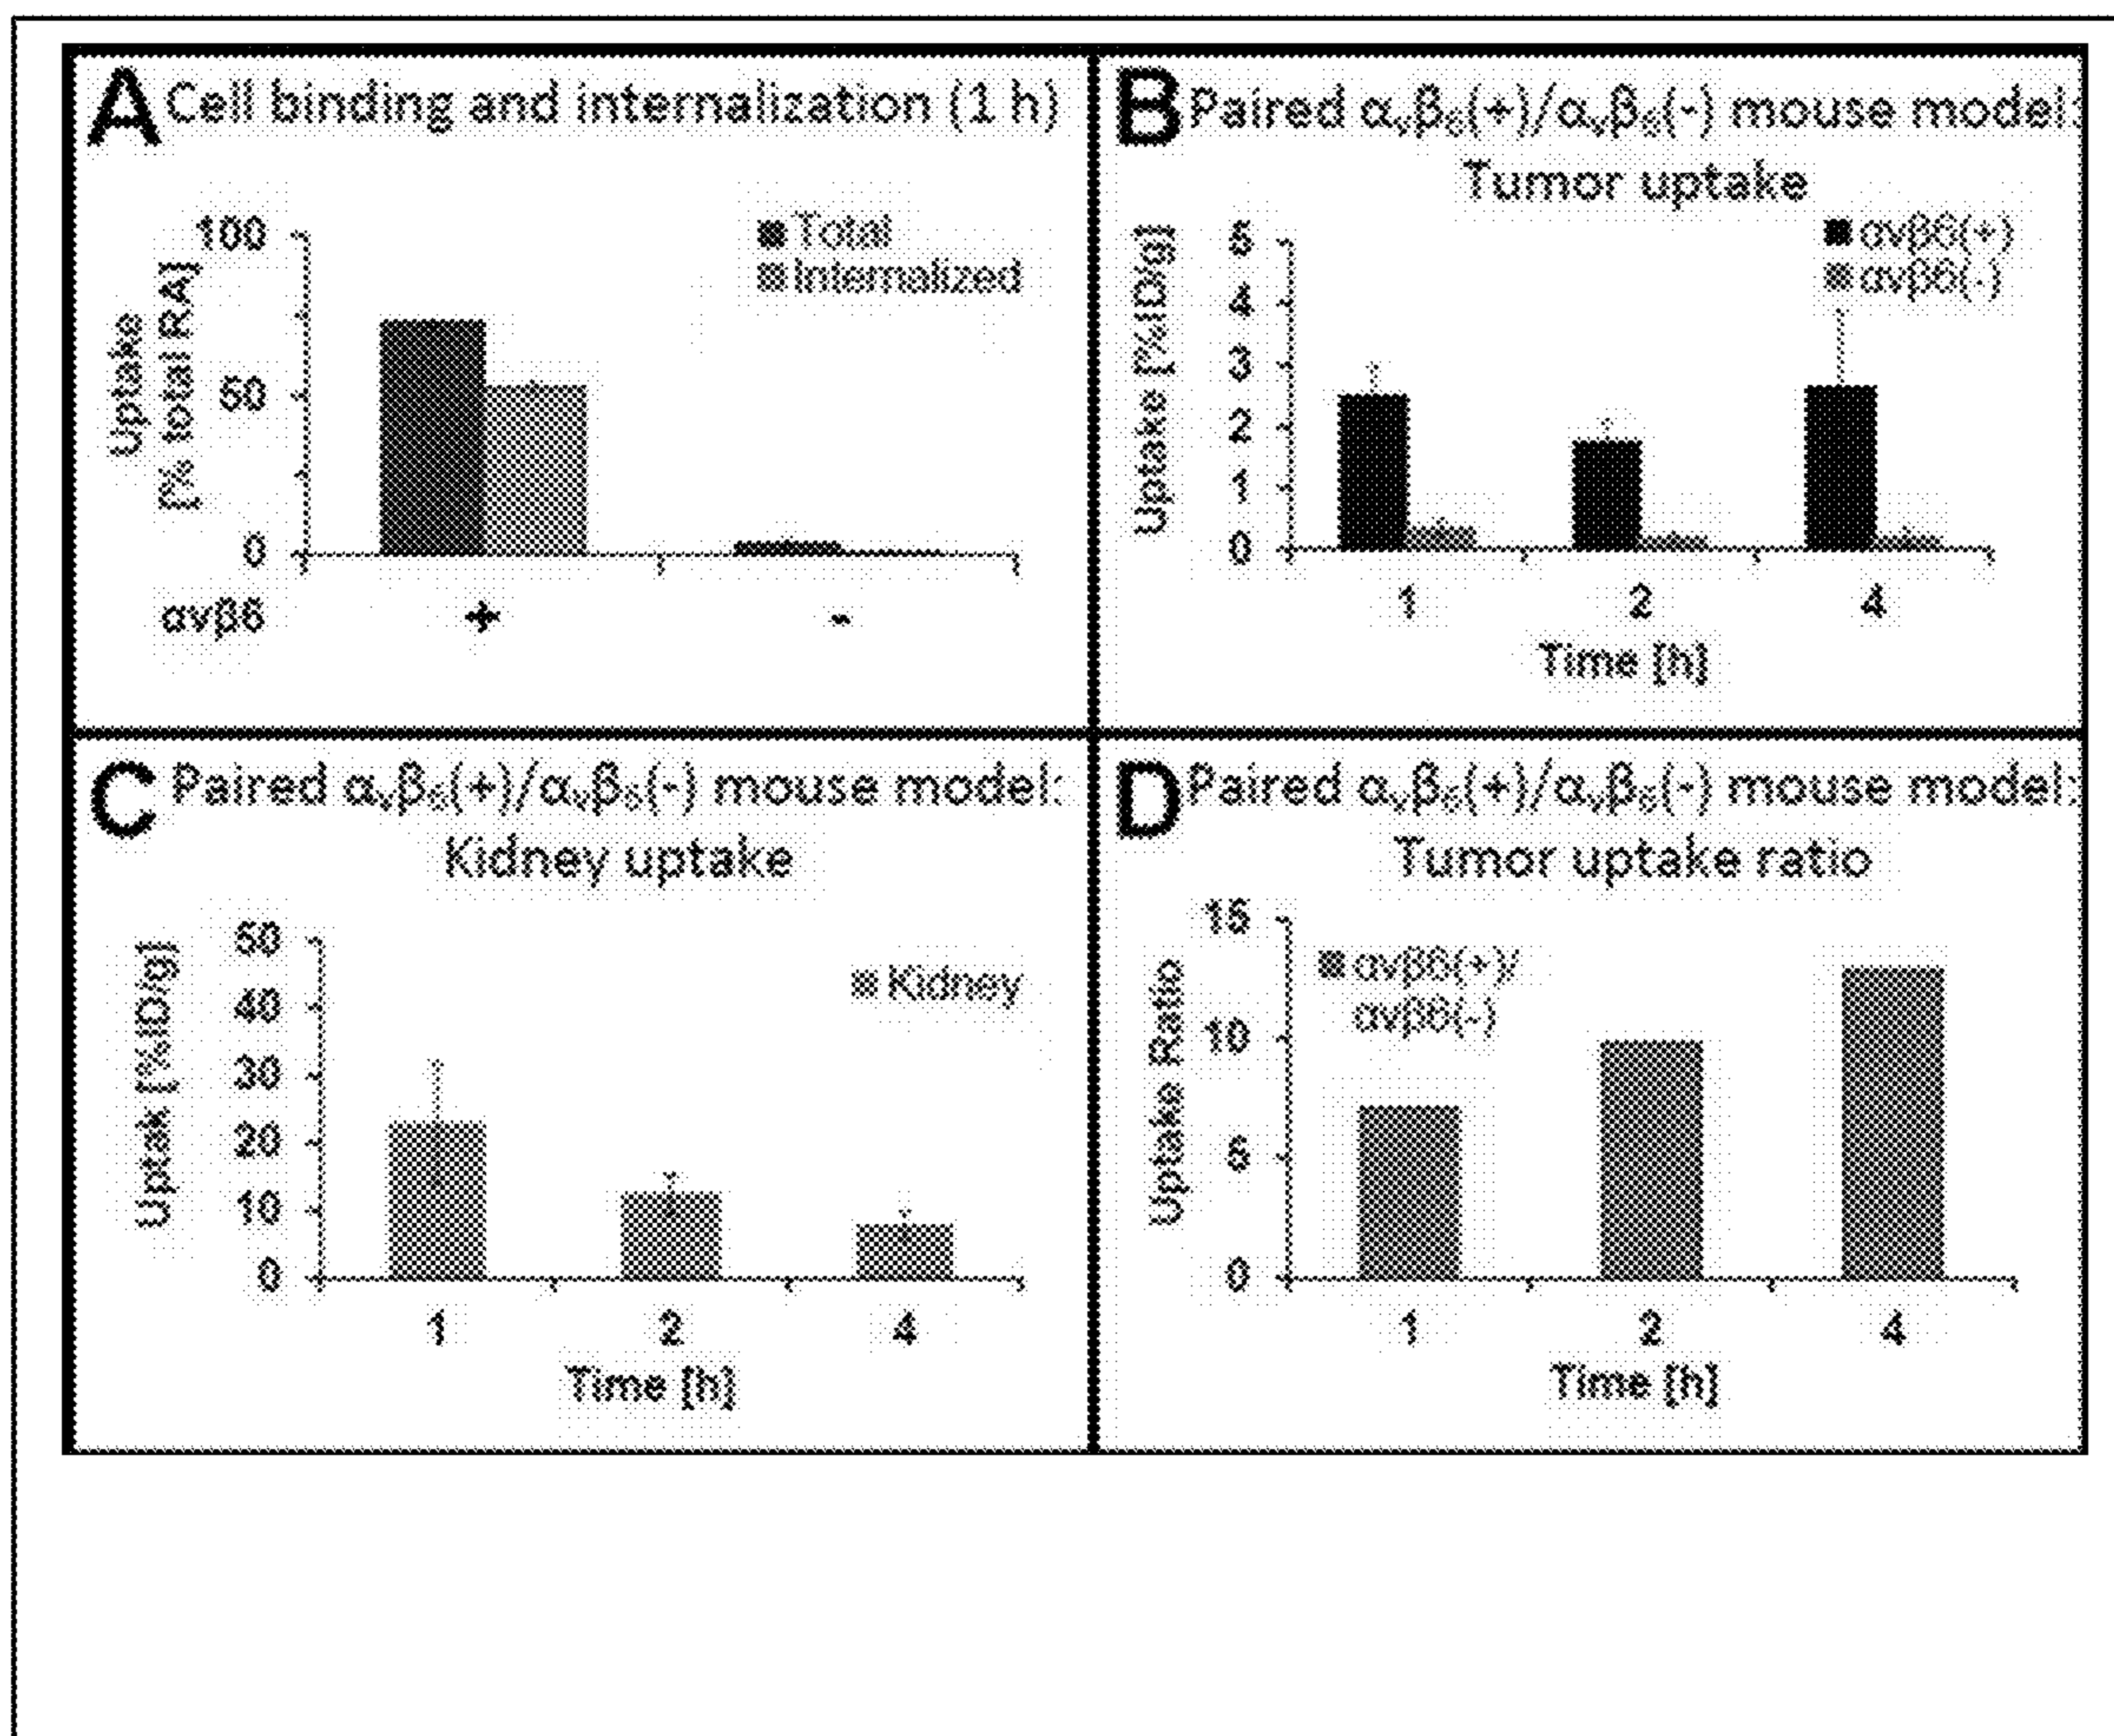 A Cell binding and internalization (1 h)
100
50
0
Uptake
[% total RA]
Total
Internalized
αvβ6
+
-
B Paired αvβ6(+)/αvβ6(-) mouse model:
Tumor uptake
Uptake [%ID/g]
5
4
3
2
1
0
αvβ6(+)
αvβ6(-)
1 2 4
Time [h]
C Paired αvβ6(+)/αvβ6(-) mouse model:
Kidney uptake
Uptak [%ID/g]
50
40
30
20
10
0
Kidney
1 2 4
Time [h]
D Paired αvβ6(+)/αvβ6(-) mouse model:
Tumor uptake ratio
Uptake Ratio
15
10
5
0
αvβ6(+)/
αvβ6(-)
1 2 4
Time [h]